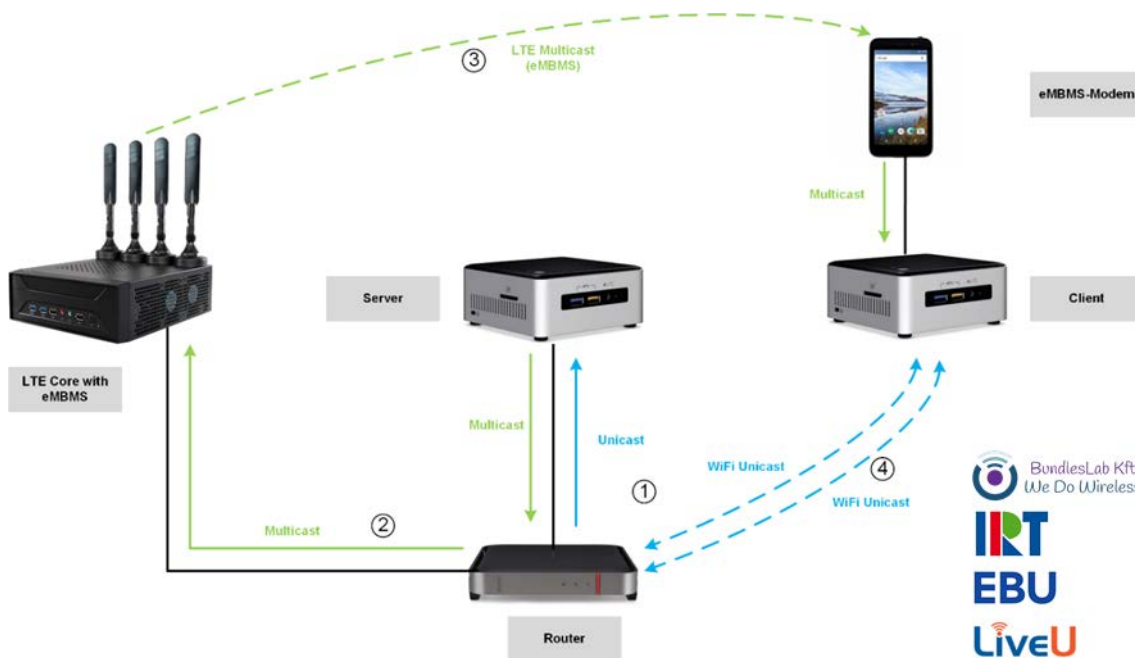 ③
LTE Multicast
(eMBMS)
eMBMS-Modem
Multicast
Server
Client
LTE Core with
eMBMS
Multicast
Unicast
WiFi Unicast
④
①
WiFi Unicast
Multicast
②
Router
BundlesLab Kft
We Do Wireless
IRT
EBU
LiveU